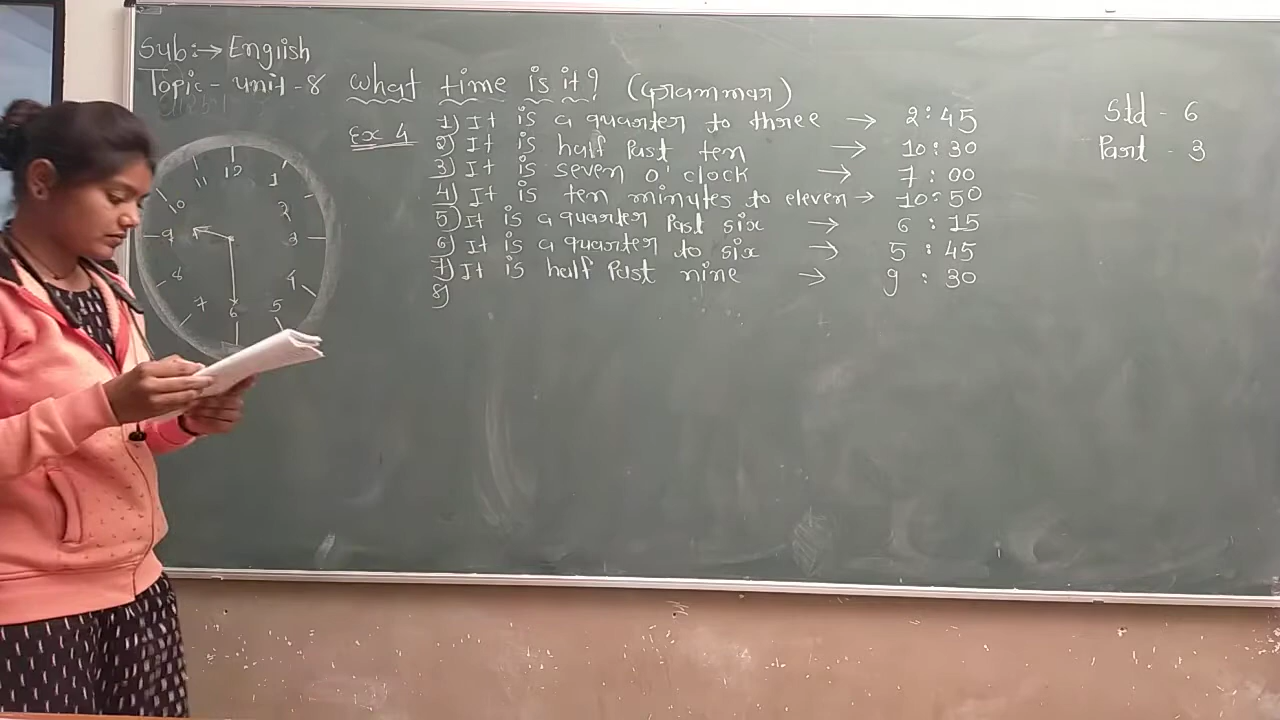 Sub:→ English
Topic - unit - 8 what time is it? (Grammar)
Std - 6
Part - 3
Ex 4
1) It is a quarter to three → 2:45
2) It is half Past ten → 10:30
3) It is seven o'clock → 7:00
4) It is ten minutes to eleven → 10:50
5) It is a quarter Past six → 6:15
6) It is a quarter to six → 5:45
7) It is half Past nine → 9:30
8)
12
11
1
10
2
9
3
8
4
7
5
6